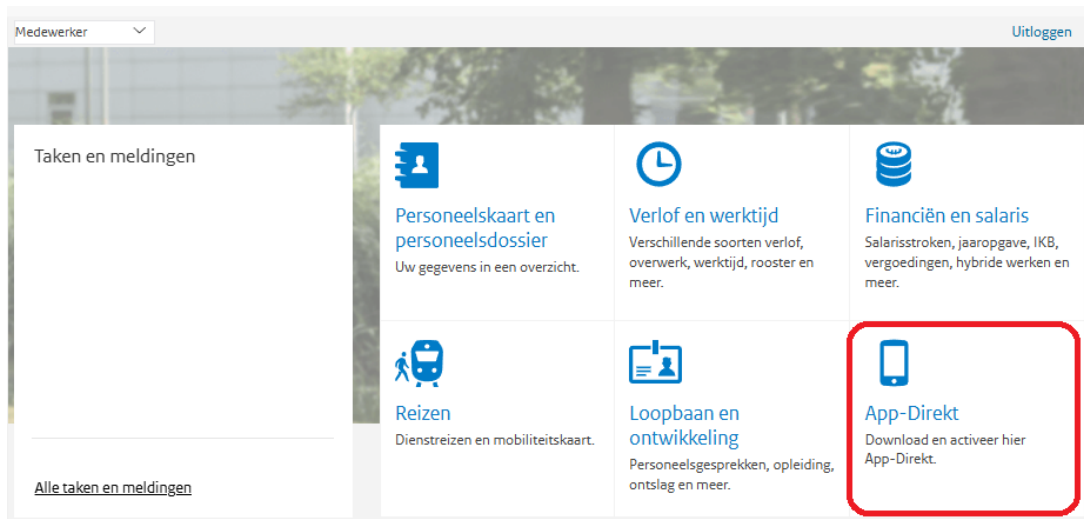 Medewerker
Uitloggen
Taken en meldingen
Alle taken en meldingen
Personeelskaart en
personeelsdossier
Uw gegevens in een overzicht.
Verlof en werktijd
Verschillende soorten verlof,
overwerk, werktijd, rooster en
meer.
Financiën en salaris
Salarisstroken, jaaropgave, IKB,
vergoedingen, hybride werken en
meer.
Reizen
Dienstreizen en mobiliteitskaart.
Loopbaan en
ontwikkeling
Personeelsgesprekken, opleiding,
ontslag en meer.
App-Direkt
Download en activeer hier
App-Direkt.